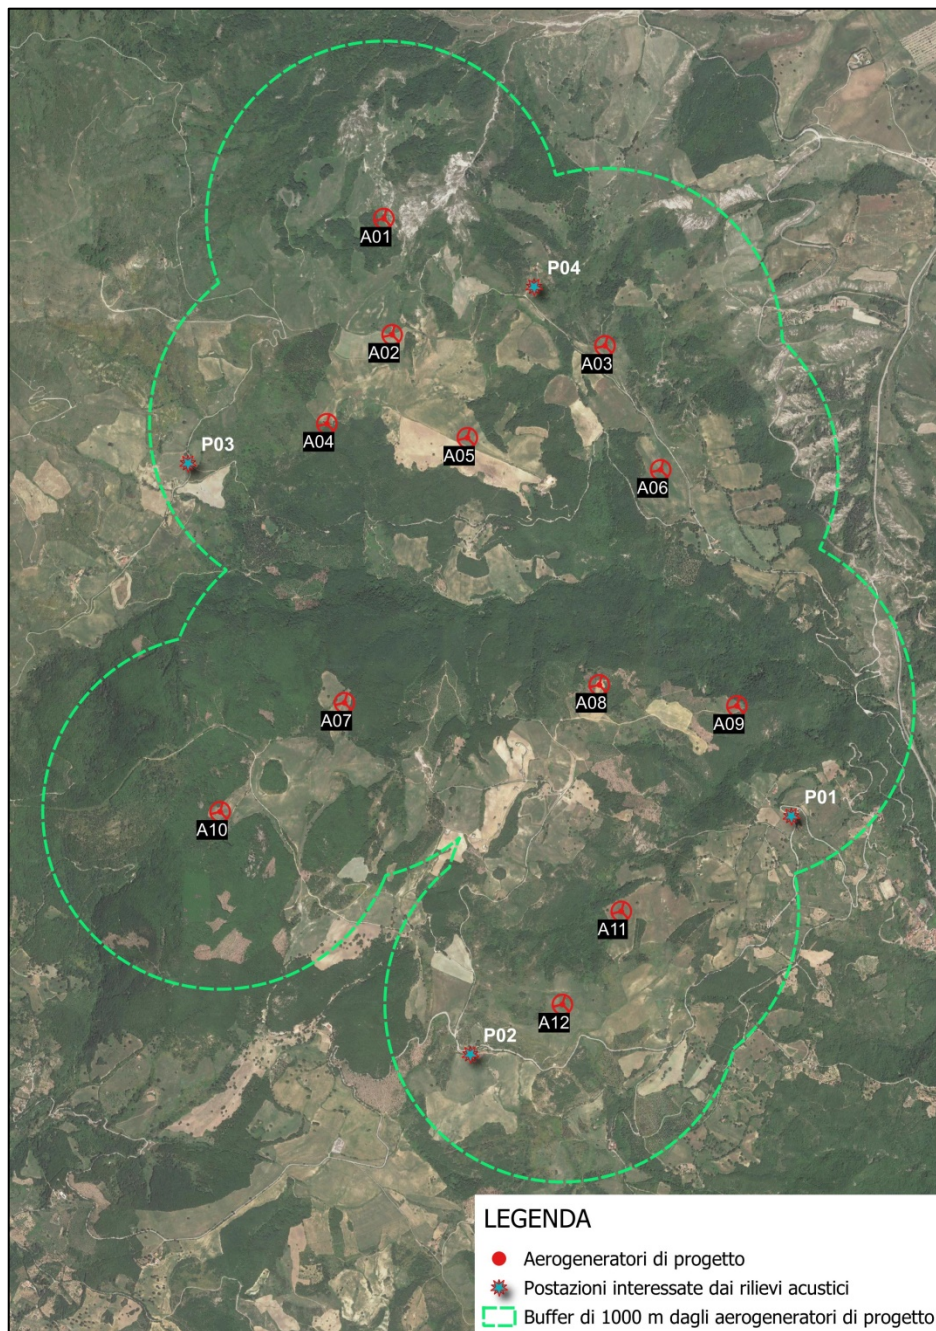 A01
P04
A02
A03
A04
P03
A05
A06
A07
A08
A09
P01
A10
A11
A12
P02
LEGENDA
Aerogeneratori di progetto
Postazioni interessate dai rilievi acustici
Buffer di 1000 m dagli aerogeneratori di progetto